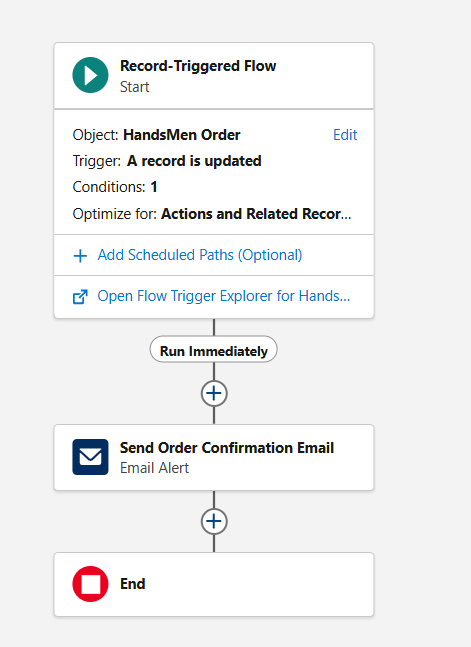 Record-Triggered Flow
Start
Object: HandsMen Order Edit
Trigger: A record is updated
Conditions: 1
Optimize for: Actions and Related Recor...
Add Scheduled Paths (Optional)
Open Flow Trigger Explorer for Hands...
Run Immediately
Send Order Confirmation Email
Email Alert
End